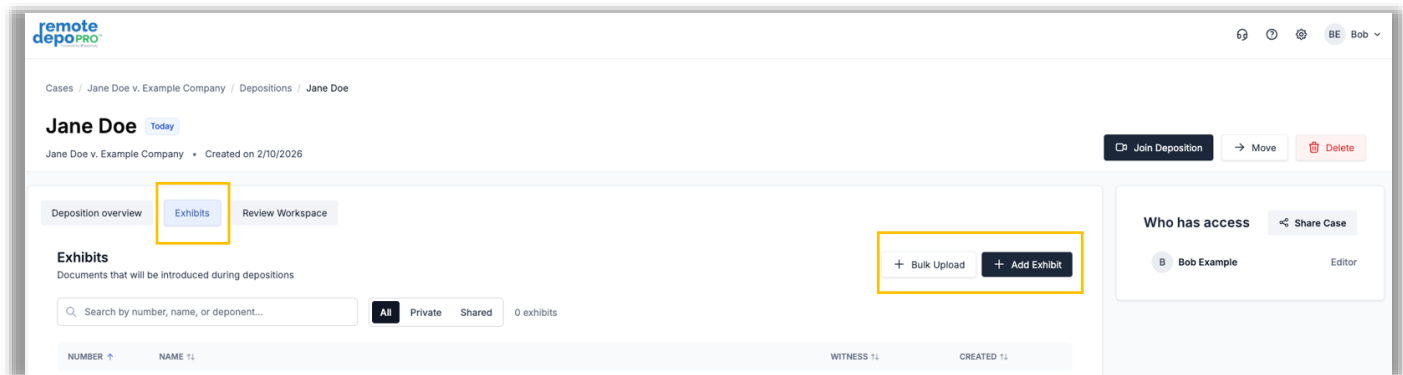 remote
depo PRO™
BE Bob
Cases / Jane Doe v. Example Company / Depositions / Jane Doe
Jane Doe Today
Jane Doe v. Example Company • Created on 2/10/2026
Join Deposition → Move Delete
Deposition overview Exhibits Review Workspace
Who has access Share Case
Exhibits
Documents that will be introduced during depositions
+ Bulk Upload + Add Exhibit
B Bob Example Editor
Search by number, name, or deponent... All Private Shared 0 exhibits
NUMBER ↑ NAME ↑↓ WITNESS ↑↓ CREATED ↑↓